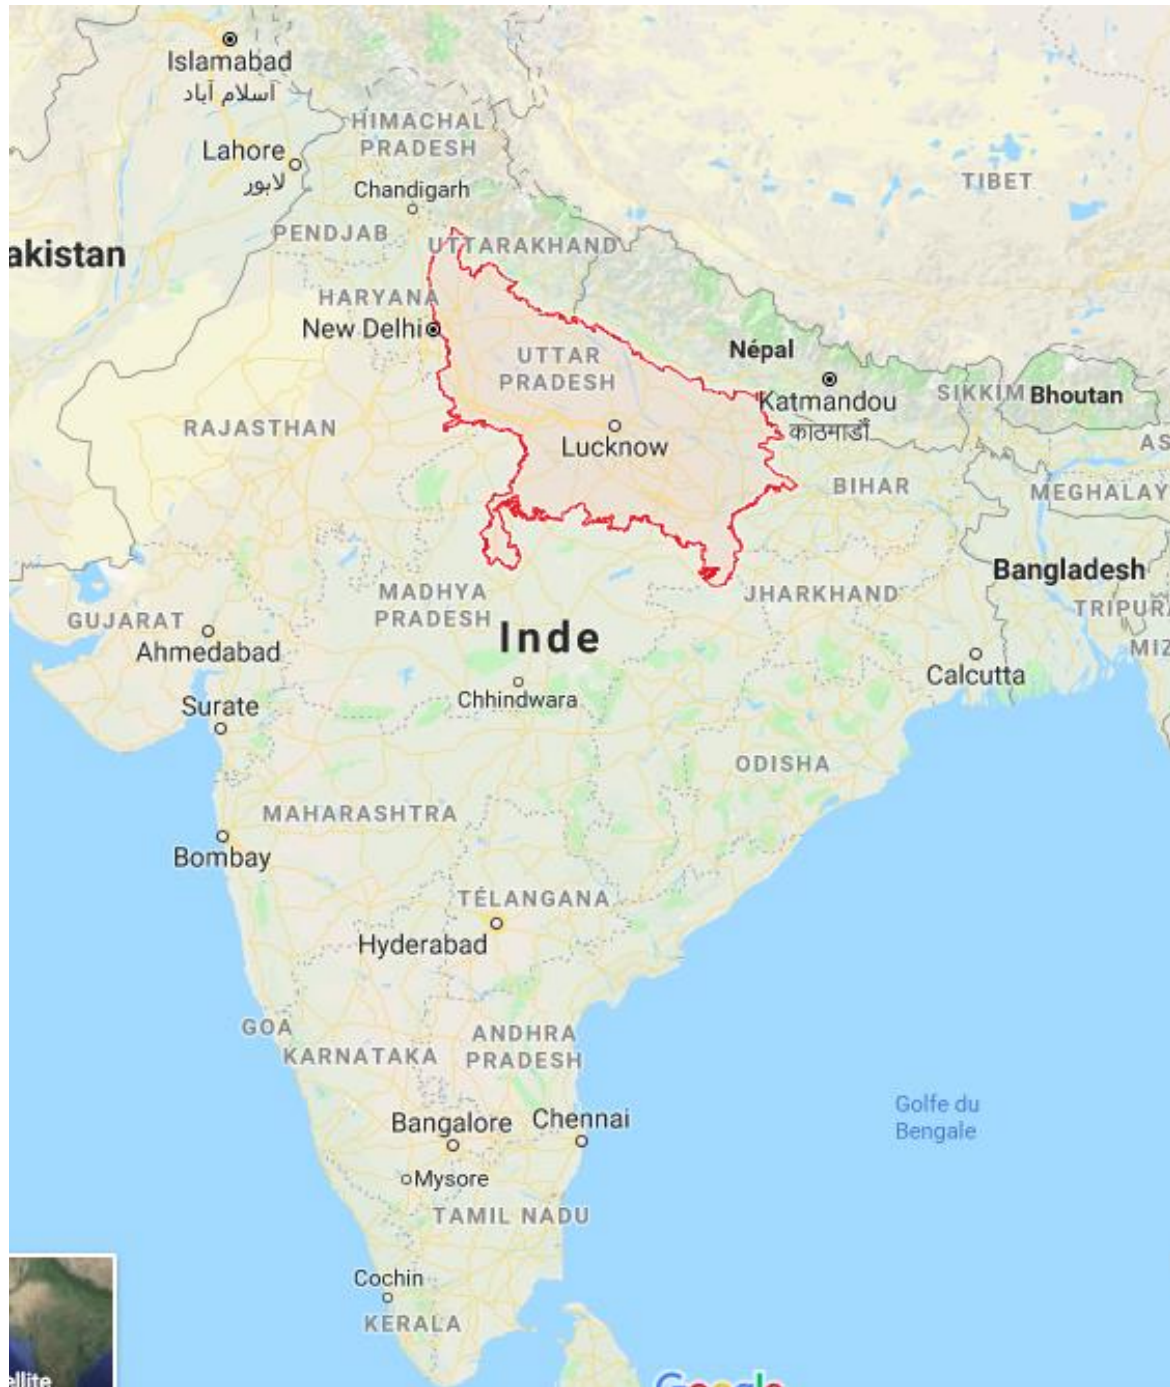 Islamabad
اسلام آباد
HIMACHAL
PRADESH
Lahore
لاہور
TIBET
Chandigarh
PENDJAB
UTTARAKHAND
akistan
HARYANA
New Delhi
UTTAR
PRADESH
Népal
Katmandou
काठमाडौँ
SIKKIM
Bhoutan
RAJASTHAN
Lucknow
AS
BIHAR
MEGHALAY
Bangladesh
MADHYA
PRADESH
JHARKHAND
GUJARAT
TRIPURA
Ahmedabad
Inde
MIZ
Calcutta
Surate
Chhindwara
ODISHA
MAHARASHTRA
Bombay
TÉLANGANA
Hyderabad
GOA
ANDHRA
PRADESH
KARNATAKA
Golfe du
Bengale
Bangalore
Chennai
Mysore
TAMIL NADU
Cochin
KERALA
ellite
Google